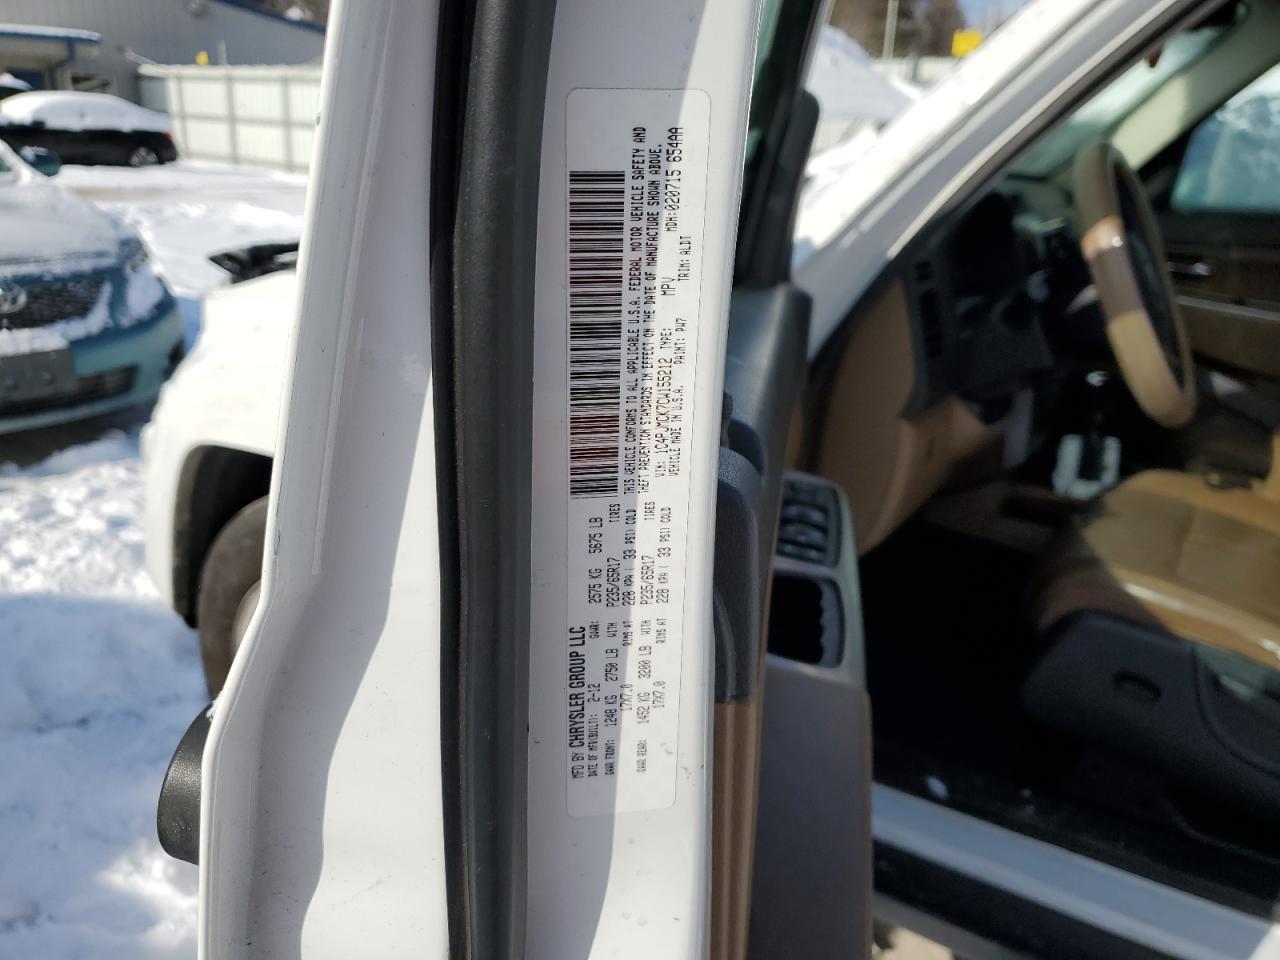 MFD BY CHRYSLER GROUP LLC
DATE OF MFR(BUILT): 2-12 GVWR: 2575 KG 5675 LB
GAWR FRONT: 1248 KG 2750 LB WITH P235/65R17 TIRES
17X7.0 RIMS AT 228 KPA ( 33 PSI) COLD
GAWR REAR: 1452 KG 3200 LB WITH P235/65R17 TIRES
17X7.0 RIMS AT 228 KPA ( 33 PSI) COLD
THIS VEHICLE CONFORMS TO ALL APPLICABLE U.S.A. FEDERAL MOTOR VEHICLE SAFETY AND
THEFT PREVENTION STANDARDS IN EFFECT ON THE DATE OF MANUFACTURE SHOWN ABOVE.
VIN: 1C4PJMCK7CW155212 TYPE: MPV MDH:020715 654AA
VEHICLE MADE IN U.S.A. PAINT: PW7 TRIM: ALDT